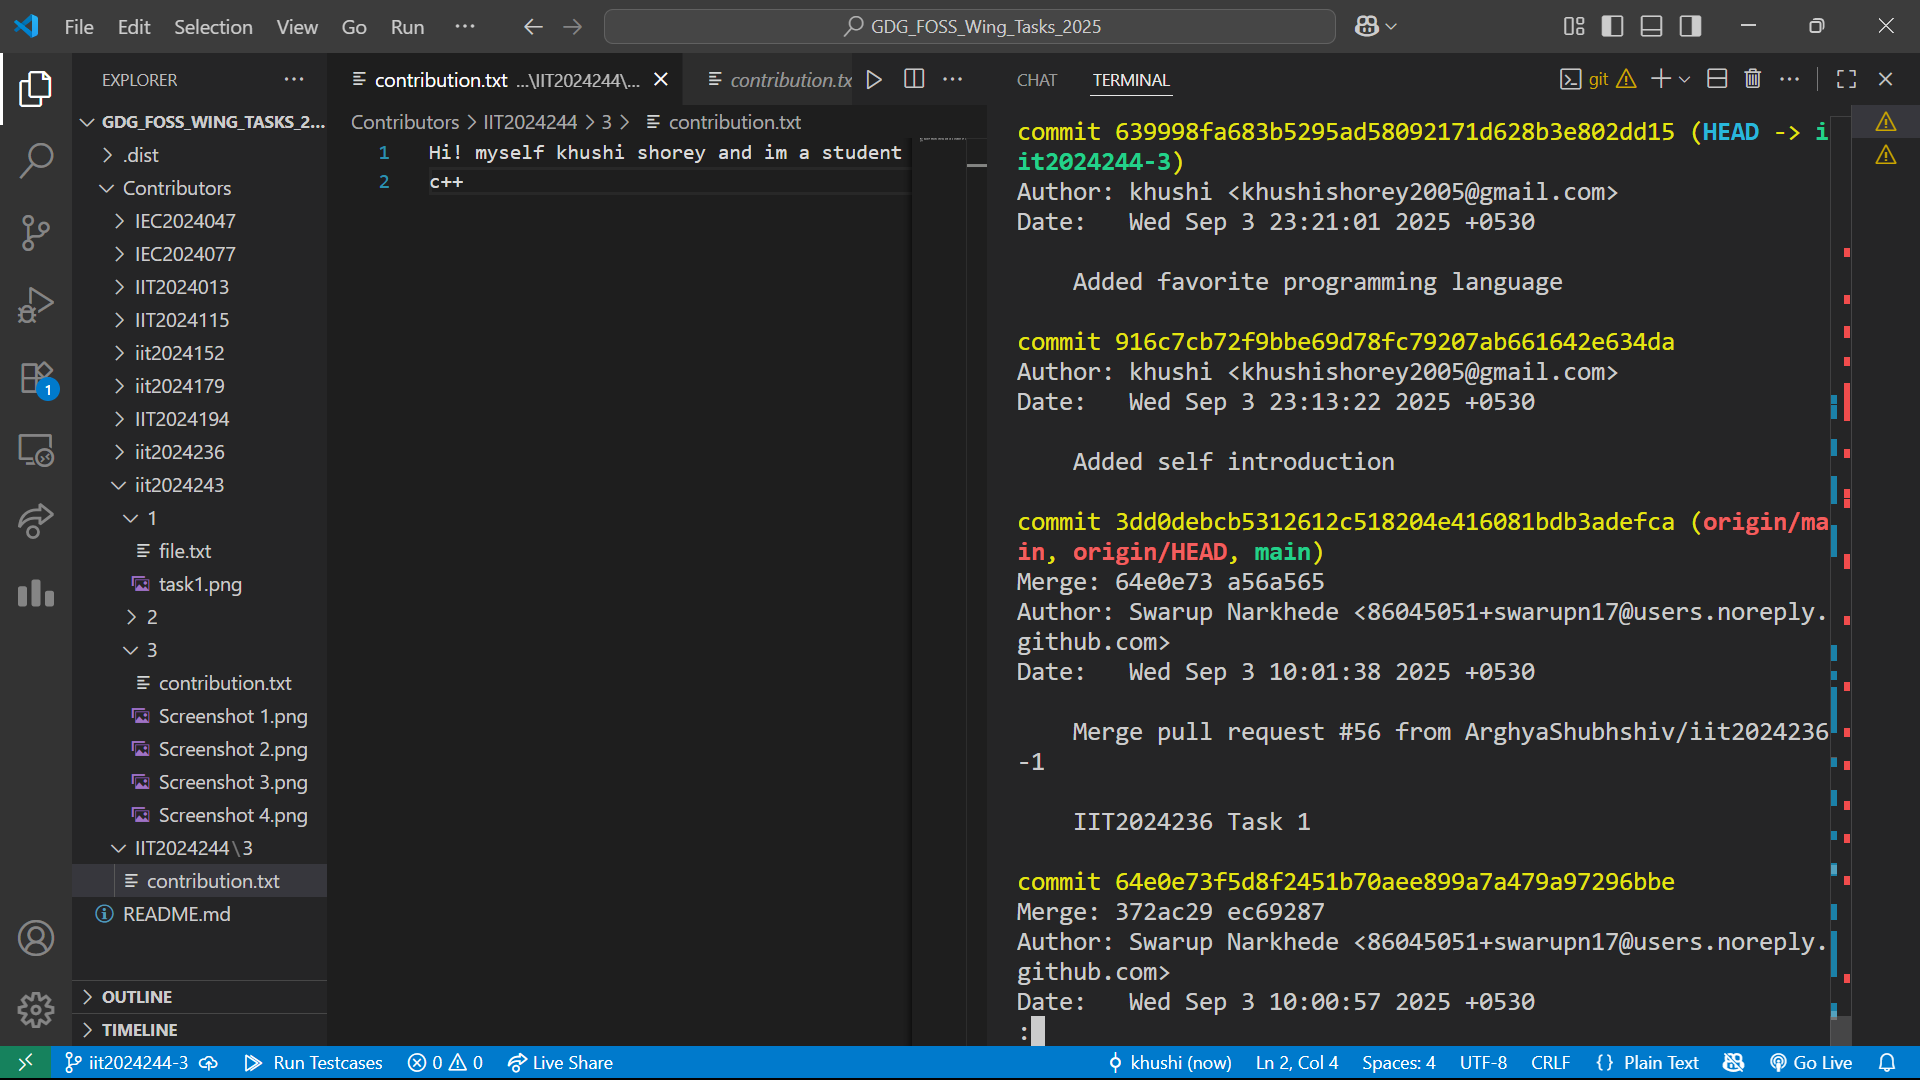 File Edit Selection View Go Run ··· GDG_FOSS_Wing_Tasks_2025
EXPLORER ···
GDG_FOSS_WING_TASKS_2...
.dist
Contributors
IEC2024047
IEC2024077
IIT2024013
IIT2024115
iit2024152
iit2024179
IIT2024194
iit2024236
iit2024243
1
file.txt
task1.png
2
3
contribution.txt
Screenshot 1.png
Screenshot 2.png
Screenshot 3.png
Screenshot 4.png
IIT2024244\3
contribution.txt
README.md
OUTLINE
TIMELINE
1
contribution.txt ...\IIT2024244\... contribution.tx
Contributors > IIT2024244 > 3 > contribution.txt
1 Hi! myself khushi shorey and im a student
2 c++
CHAT TERMINAL git
commit 639998fa683b5295ad58092171d628b3e802dd15 (HEAD -> i
it2024244-3)
Author: khushi <khushishorey2005@gmail.com>
Date: Wed Sep 3 23:21:01 2025 +0530
Added favorite programming language
commit 916c7cb72f9bbe69d78fc79207ab661642e634da
Author: khushi <khushishorey2005@gmail.com>
Date: Wed Sep 3 23:13:22 2025 +0530
Added self introduction
commit 3dd0debcb5312612c518204e416081bdb3adefca (origin/ma
in, origin/HEAD, main)
Merge: 64e0e73 a56a565
Author: Swarup Narkhede <86045051+swarupn17@users.noreply.
github.com>
Date: Wed Sep 3 10:01:38 2025 +0530
Merge pull request #56 from ArghyaShubhshiv/iit2024236
-1
IIT2024236 Task 1
commit 64e0e73f5d8f2451b70aee899a7a479a97296bbe
Merge: 372ac29 ec69287
Author: Swarup Narkhede <86045051+swarupn17@users.noreply.
github.com>
Date: Wed Sep 3 10:00:57 2025 +0530
:
iit2024244-3 Run Testcases 0 0 Live Share khushi (now) Ln 2, Col 4 Spaces: 4 UTF-8 CRLF {} Plain Text Go Live